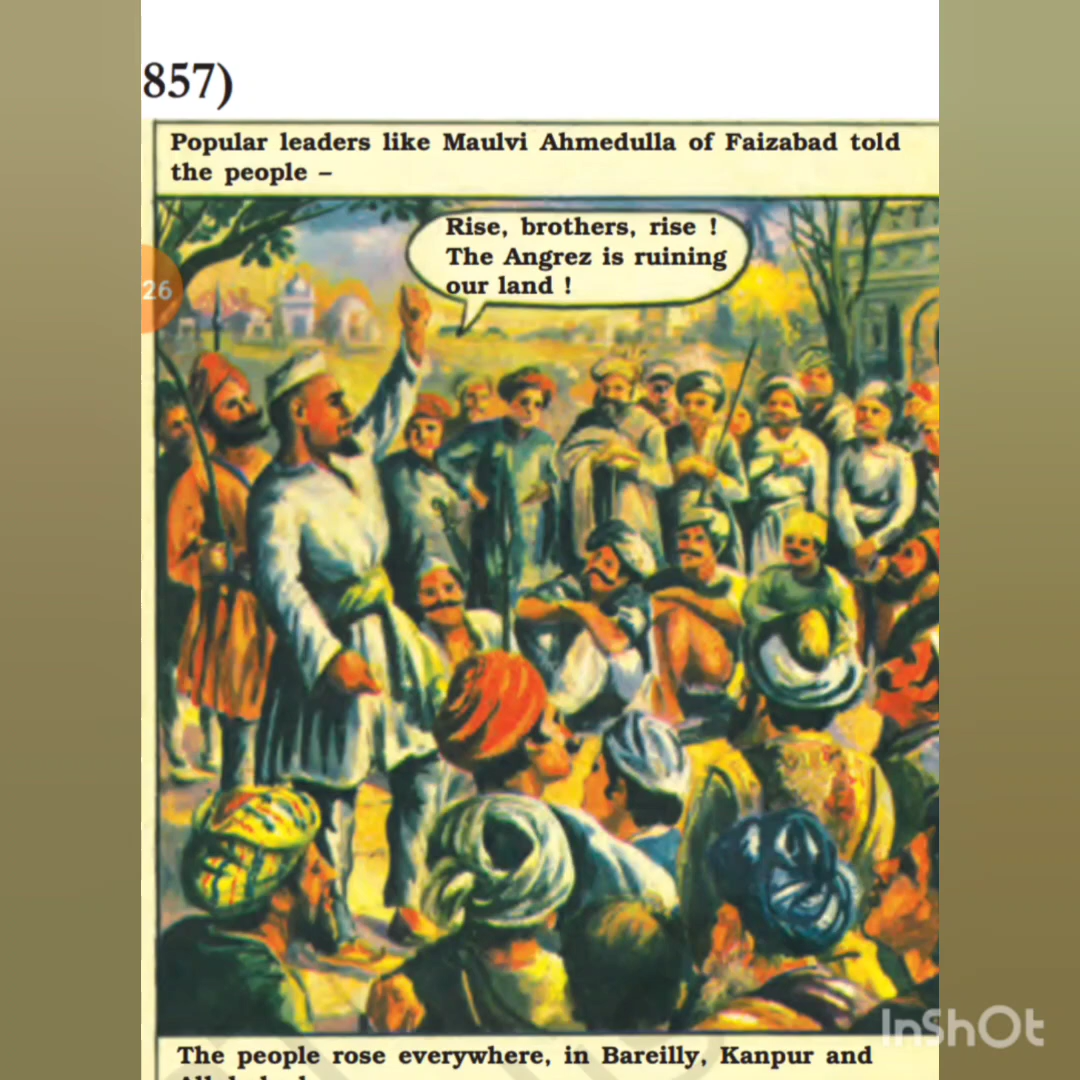 857)
Popular leaders like Maulvi Ahmedulla of Faizabad told
the people –
Rise, brothers, rise !
The Angrez is ruining
our land !
26
The people rose everywhere, in Bareilly, Kanpur and
InShOt